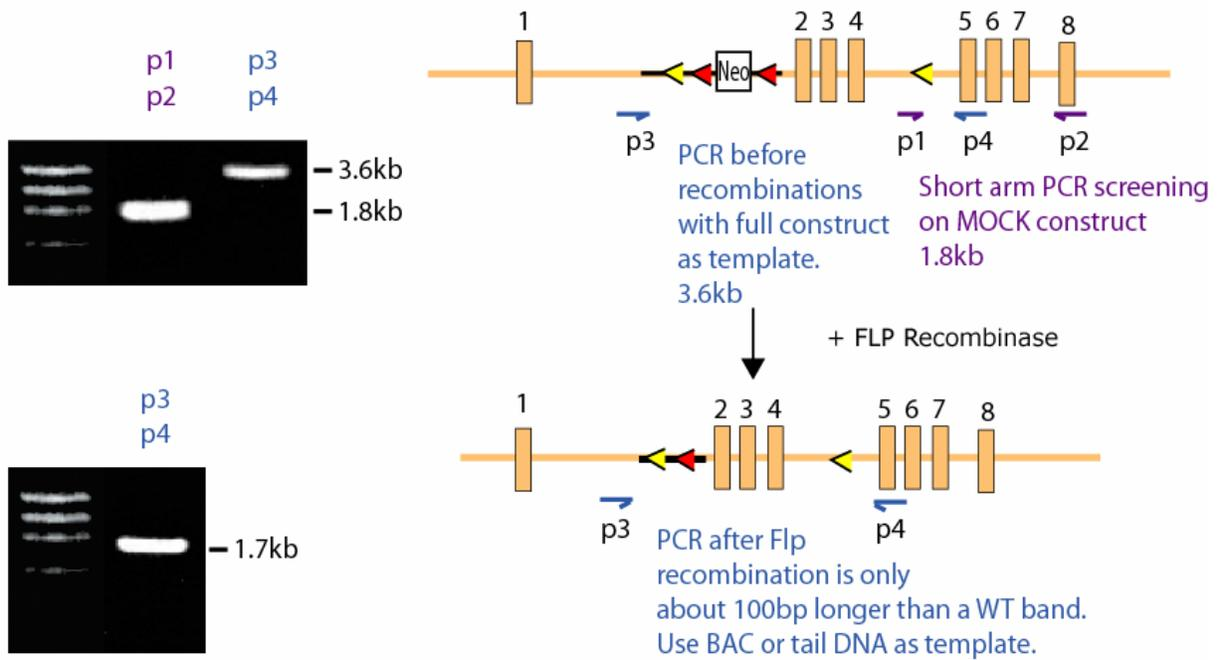 p1 p3
p2 p4
3.6kb
1.8kb
1 2 3 4 5 6 7 8
Neo
p3 p1 p4 p2
PCR before
recombinations
with full construct
as template.
3.6kb
Short arm PCR screening
on MOCK construct
1.8kb
+ FLP Recombinase
p3
p4
1.7kb
1 2 3 4 5 6 7 8
p3 p4
PCR after Flp
recombination is only
about 100bp longer than a WT band.
Use BAC or tail DNA as template.